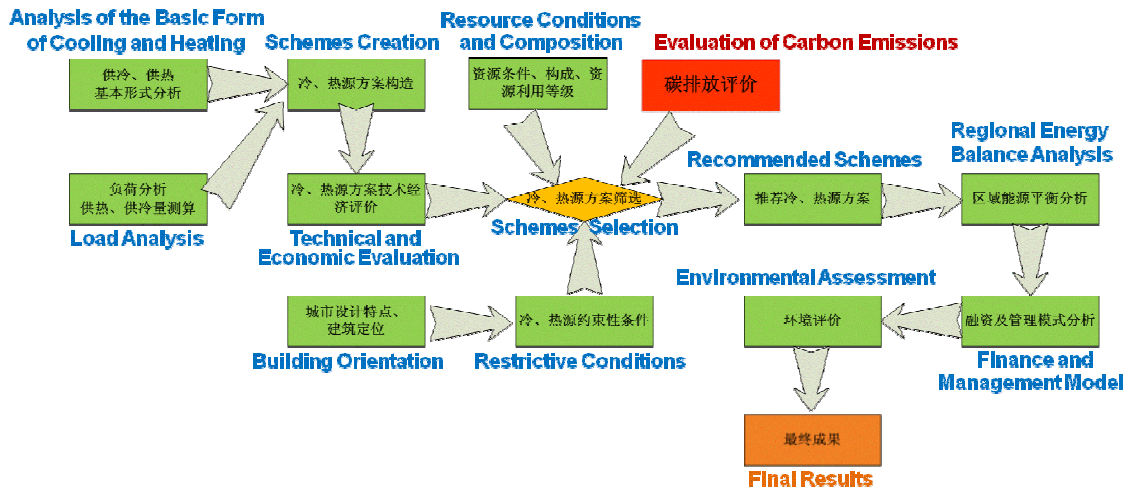 Analysis of the Basic Form
of Cooling and Heating
供冷、供热
基本形式分析
Schemes Creation
冷、热源方案构造
Resource Conditions
and Composition
资源条件、构成、资
源利用等级
Evaluation of Carbon Emissions
碳排放评价
负荷分析
供热、供冷量测算
Load Analysis
冷、热源方案技术经
济评价
Technical and
Economic Evaluation
冷、热源方案筛选
Schemes Selection
Recommended Schemes
推荐冷、热源方案
Regional Energy
Balance Analysis
区域能源平衡分析
城市设计特点、
建筑定位
Building Orientation
冷、热源约束性条件
Restrictive Conditions
Environmental Assessment
环境评价
融资及管理模式分析
Finance and
Management Model
最终成果
Final Results